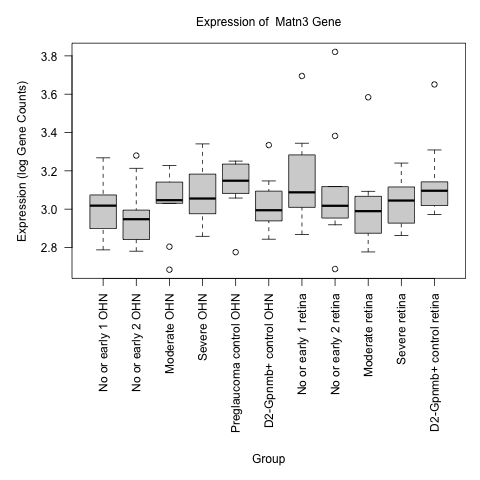 Expression of  Matn3 Gene
Expression (log Gene Counts)
3.8
3.6
3.4
3.2
3.0
2.8
No or early 1 OHN
No or early 2 OHN
Moderate OHN
Severe OHN
Preglaucoma control OHN
D2-Gpnmb+ control OHN
No or early 1 retina
No or early 2 retina
Moderate retina
Severe retina
D2-Gpnmb+ control retina
Group